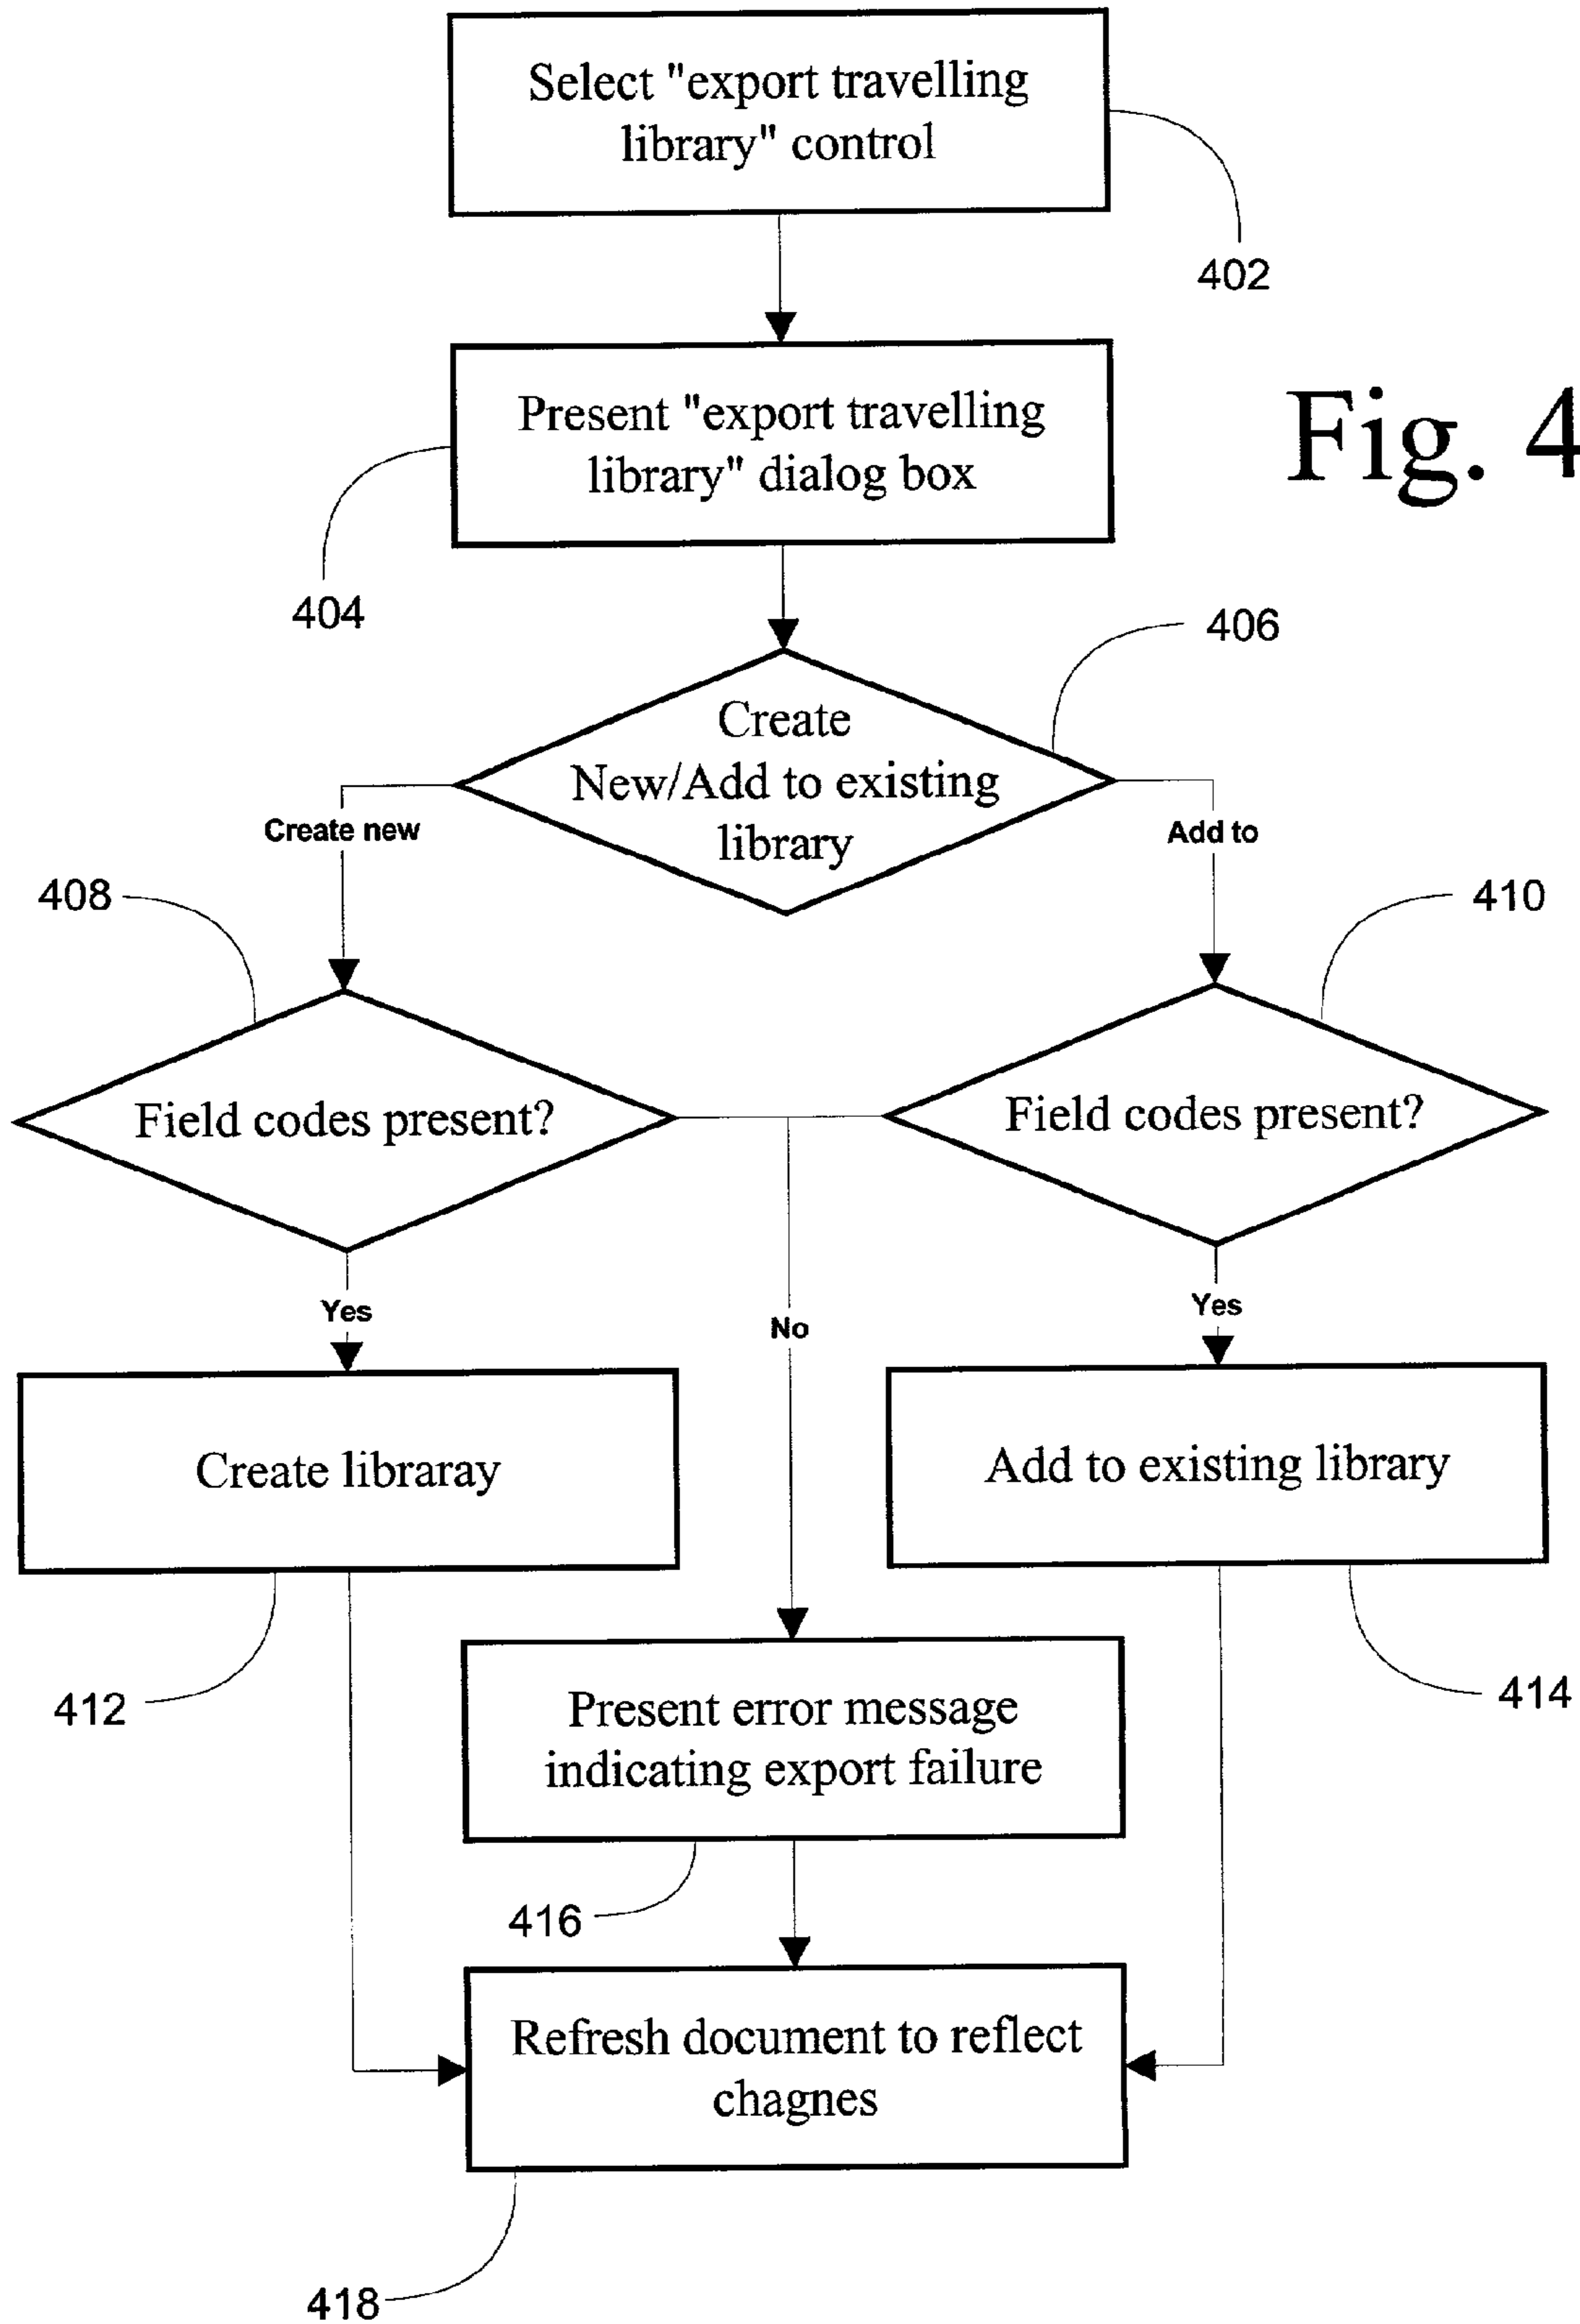 Select "export travelling
library" control
402
Present "export travelling
library" dialog box
Fig. 4
404
406
Create
New/Add to existing
library
Create new
Add to
408
410
Field codes present?
Field codes present?
Yes
No
Yes
Create libraray
Add to existing library
412
414
Present error message
indicating export failure
416
Refresh document to reflect
chagnes
418